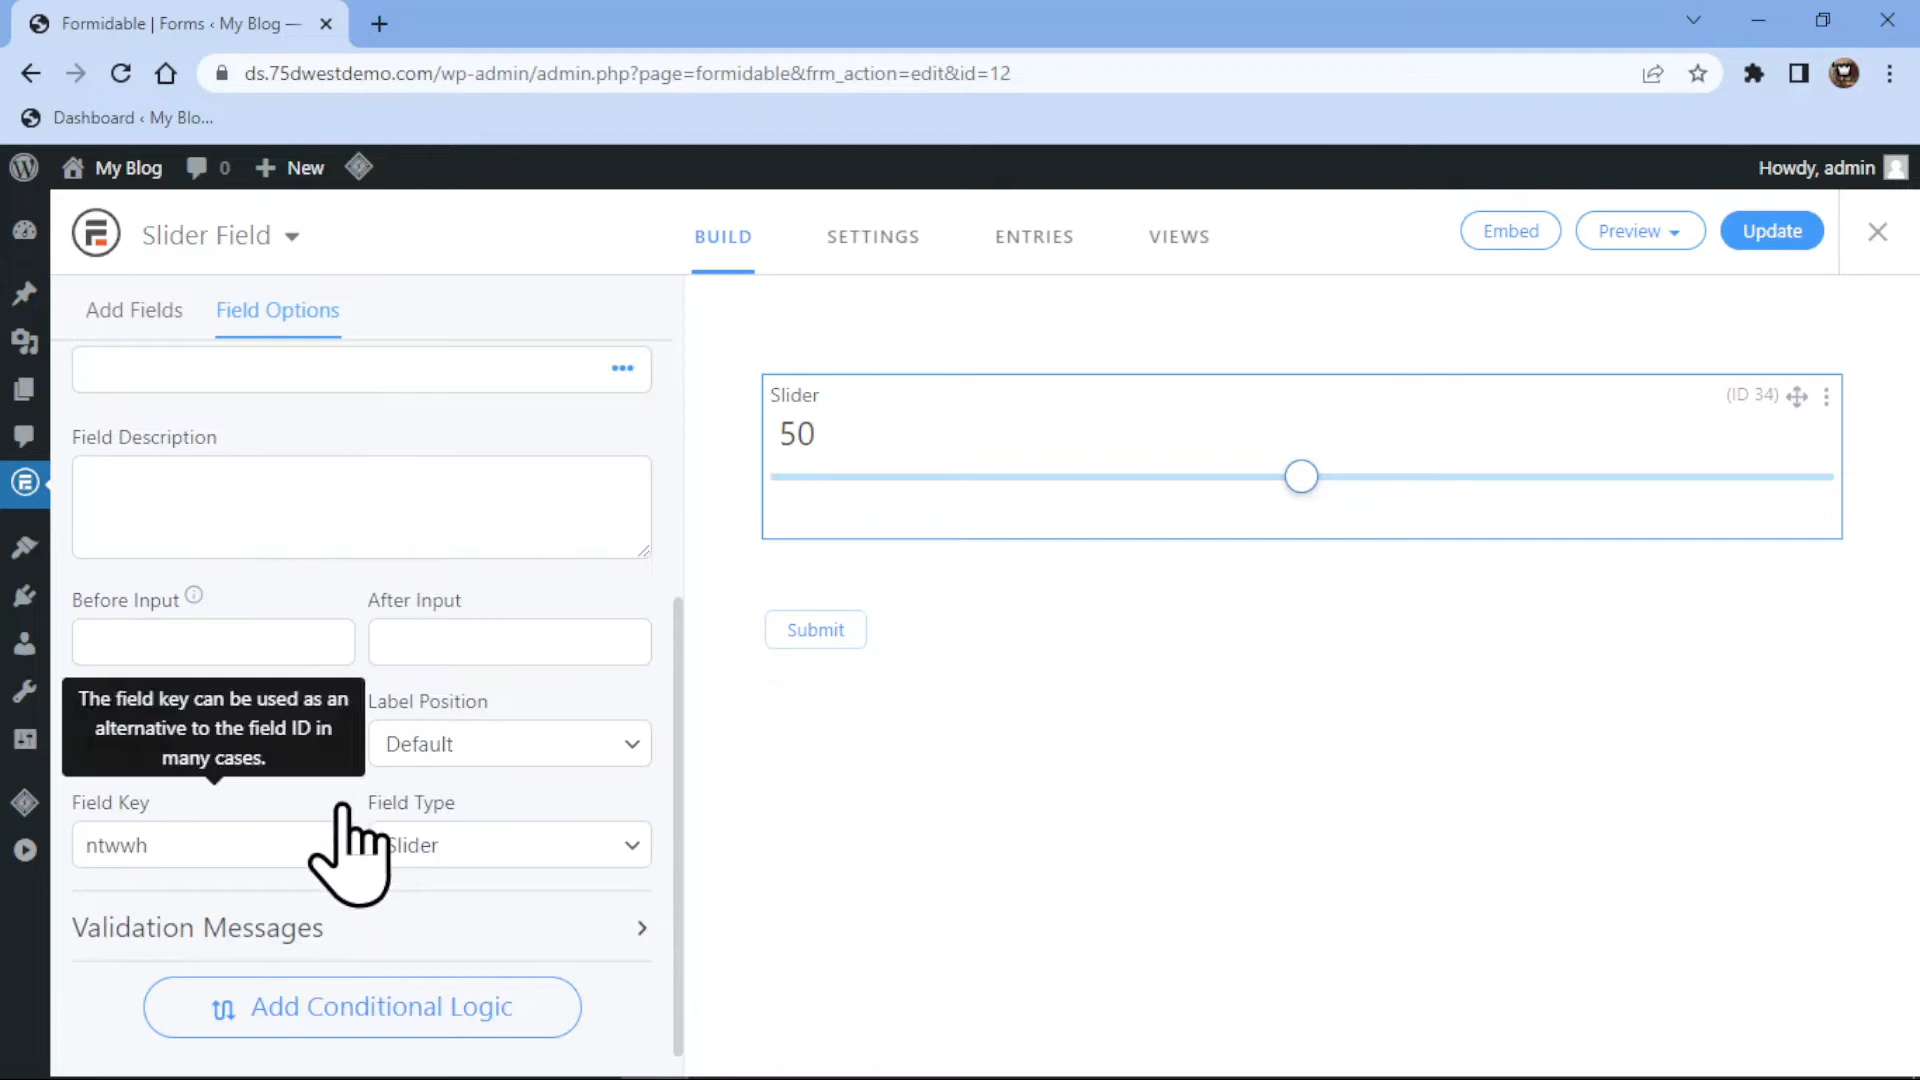 Formidable | Forms ‹ My Blog —
ds.75dwestdemo.com/wp-admin/admin.php?page=formidable&frm_action=edit&id=12
Dashboard ‹ My Blo...
My Blog
0
New
Howdy, admin
Slider Field
BUILD
SETTINGS
ENTRIES
VIEWS
Embed
Preview
Update
Add Fields
Field Options
Slider
(ID 34)
50
Field Description
Before Input
After Input
Submit
The field key can be used as an
alternative to the field ID in
many cases.
Label Position
Default
Field Key
Field Type
ntwwh
Slider
Validation Messages
Add Conditional Logic